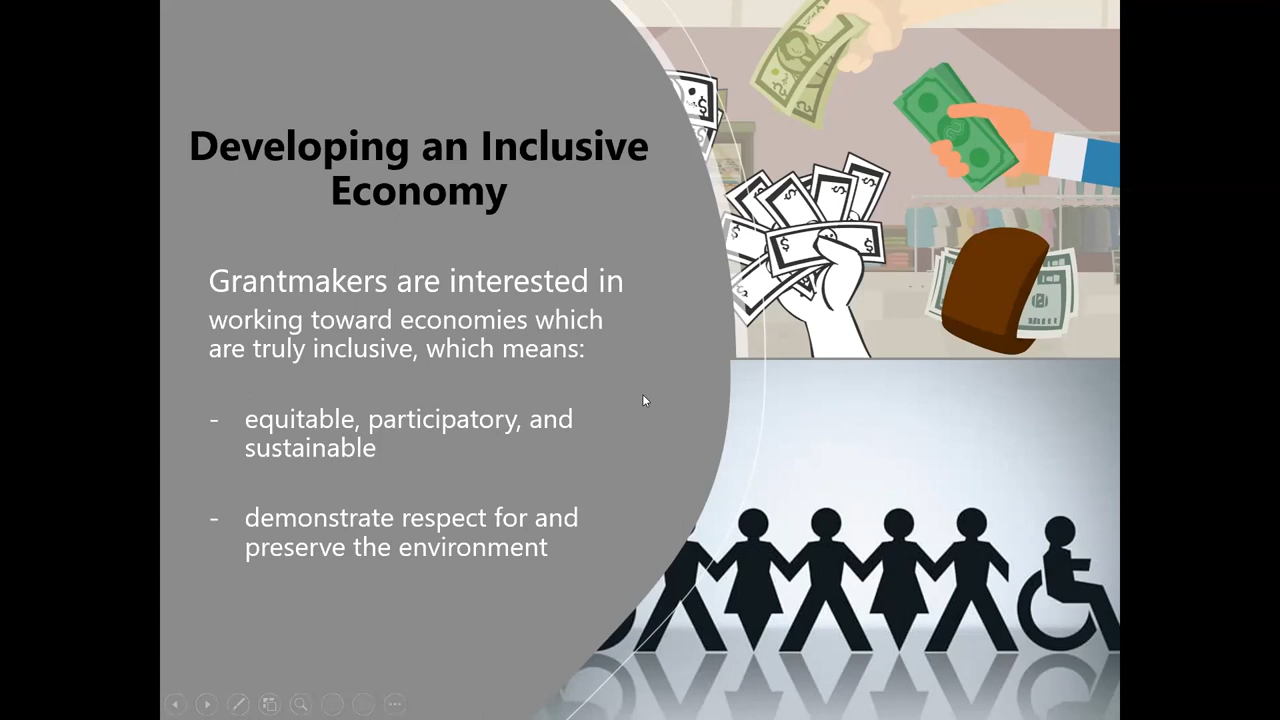 Developing an Inclusive
Economy
Grantmakers are interested in
working toward economies which
are truly inclusive, which means:
- equitable, participatory, and
sustainable
- demonstrate respect for and
preserve the environment